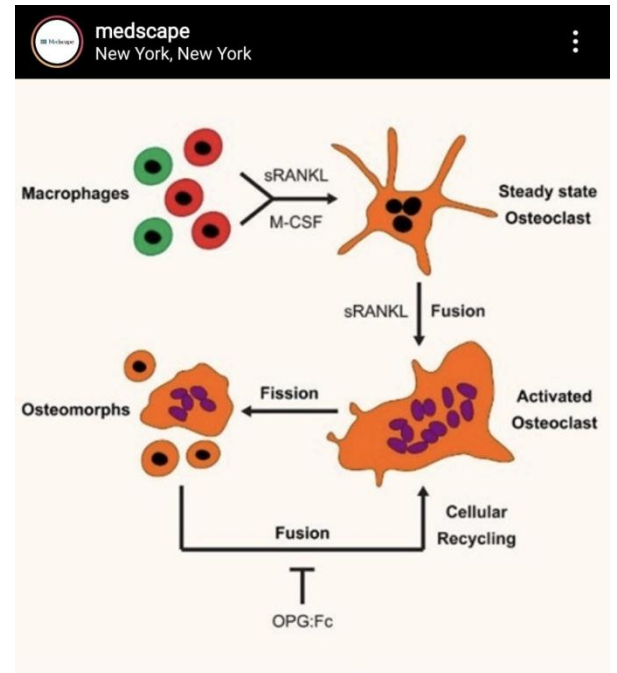 Medscape
medscape
New York, New York
Macrophages
sRANKL
M-CSF
Steady state
Osteoclast
sRANKL
Fusion
Osteomorphs
Fission
Activated
Osteoclast
Fusion
Cellular
Recycling
OPG:Fc